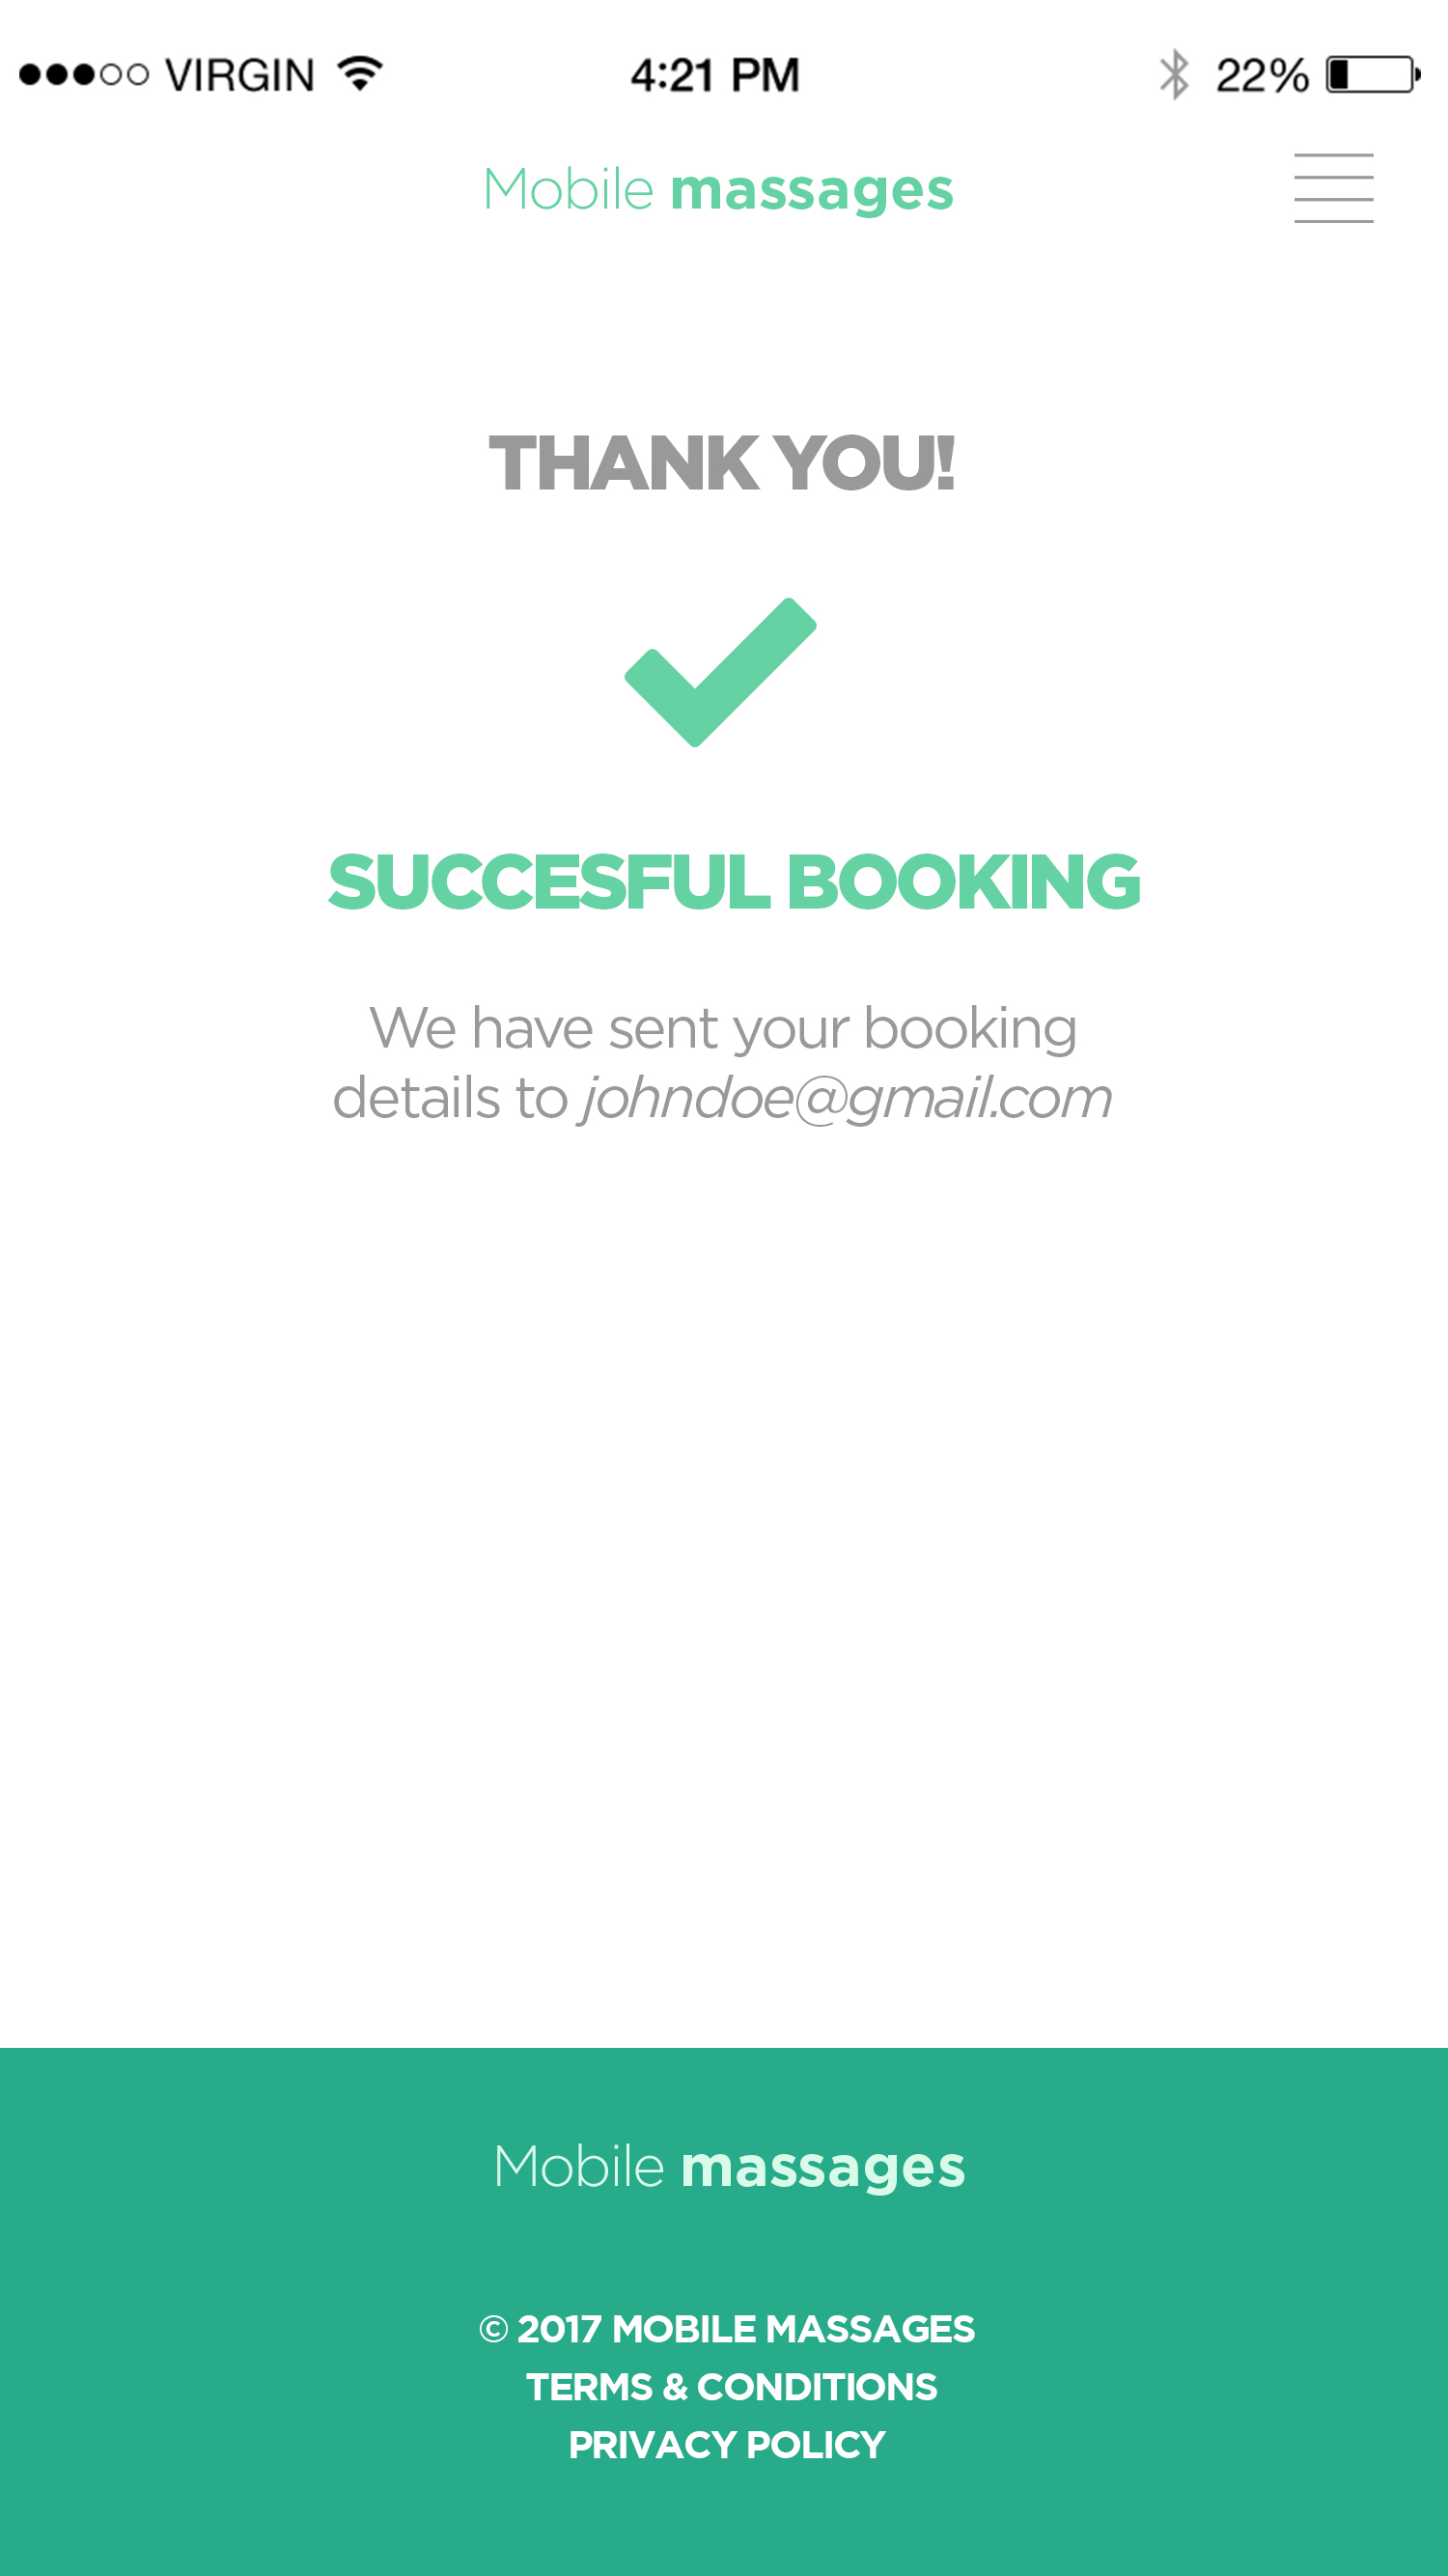 VIRGIN 4:21 PM 22%
Mobile massages
THANK YOU!
SUCCESFUL BOOKING
We have sent your booking
details to johndoe@gmail.com
Mobile massages
© 2017 MOBILE MASSAGES
TERMS & CONDITIONS
PRIVACY POLICY